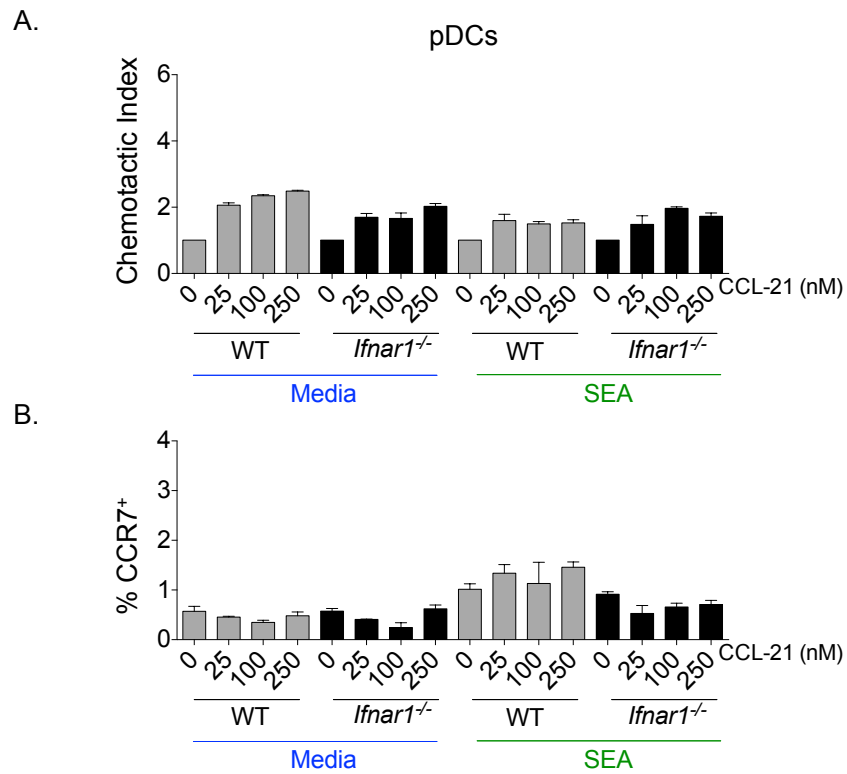 A.
pDCs
Chemotactic Index
6
4
2
0
0 25 100 250 0 25 100 250 0 25 100 250 0 25 100 250 CCL-21 (nM)
WT Ifnar1-/- WT Ifnar1-/-
Media SEA
B.
% CCR7+
4
3
2
1
0
0 25 100 250 0 25 100 250 0 25 100 250 0 25 100 250 CCL-21 (nM)
WT Ifnar1-/- WT Ifnar1-/-
Media SEA